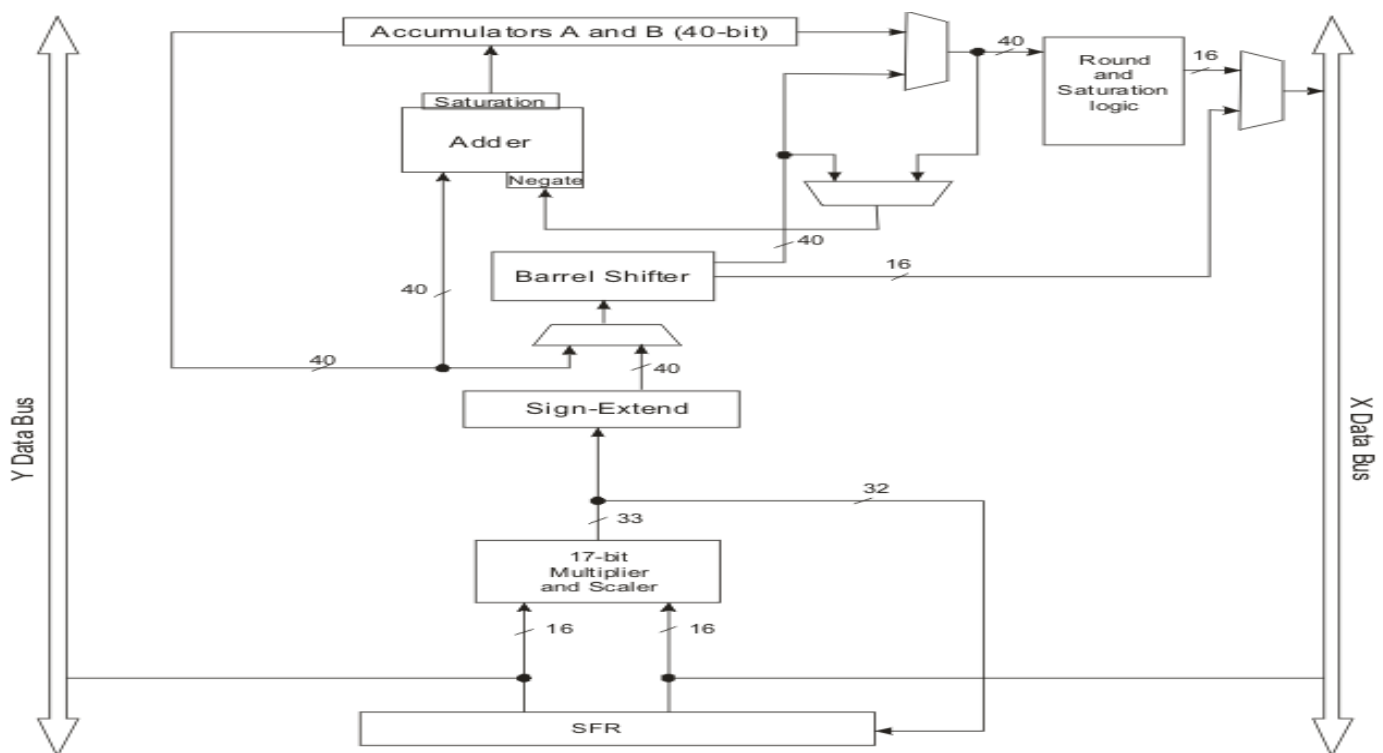 Accumulators A and B (40-bit)
40
Round
and
Saturation
logic
16
Saturation
Adder
Negate
40
Barrel Shifter
16
40
40
40
Sign-Extend
Y Data Bus
X Data Bus
32
33
17-bit
Multiplier
and Scaler
16
16
SFR